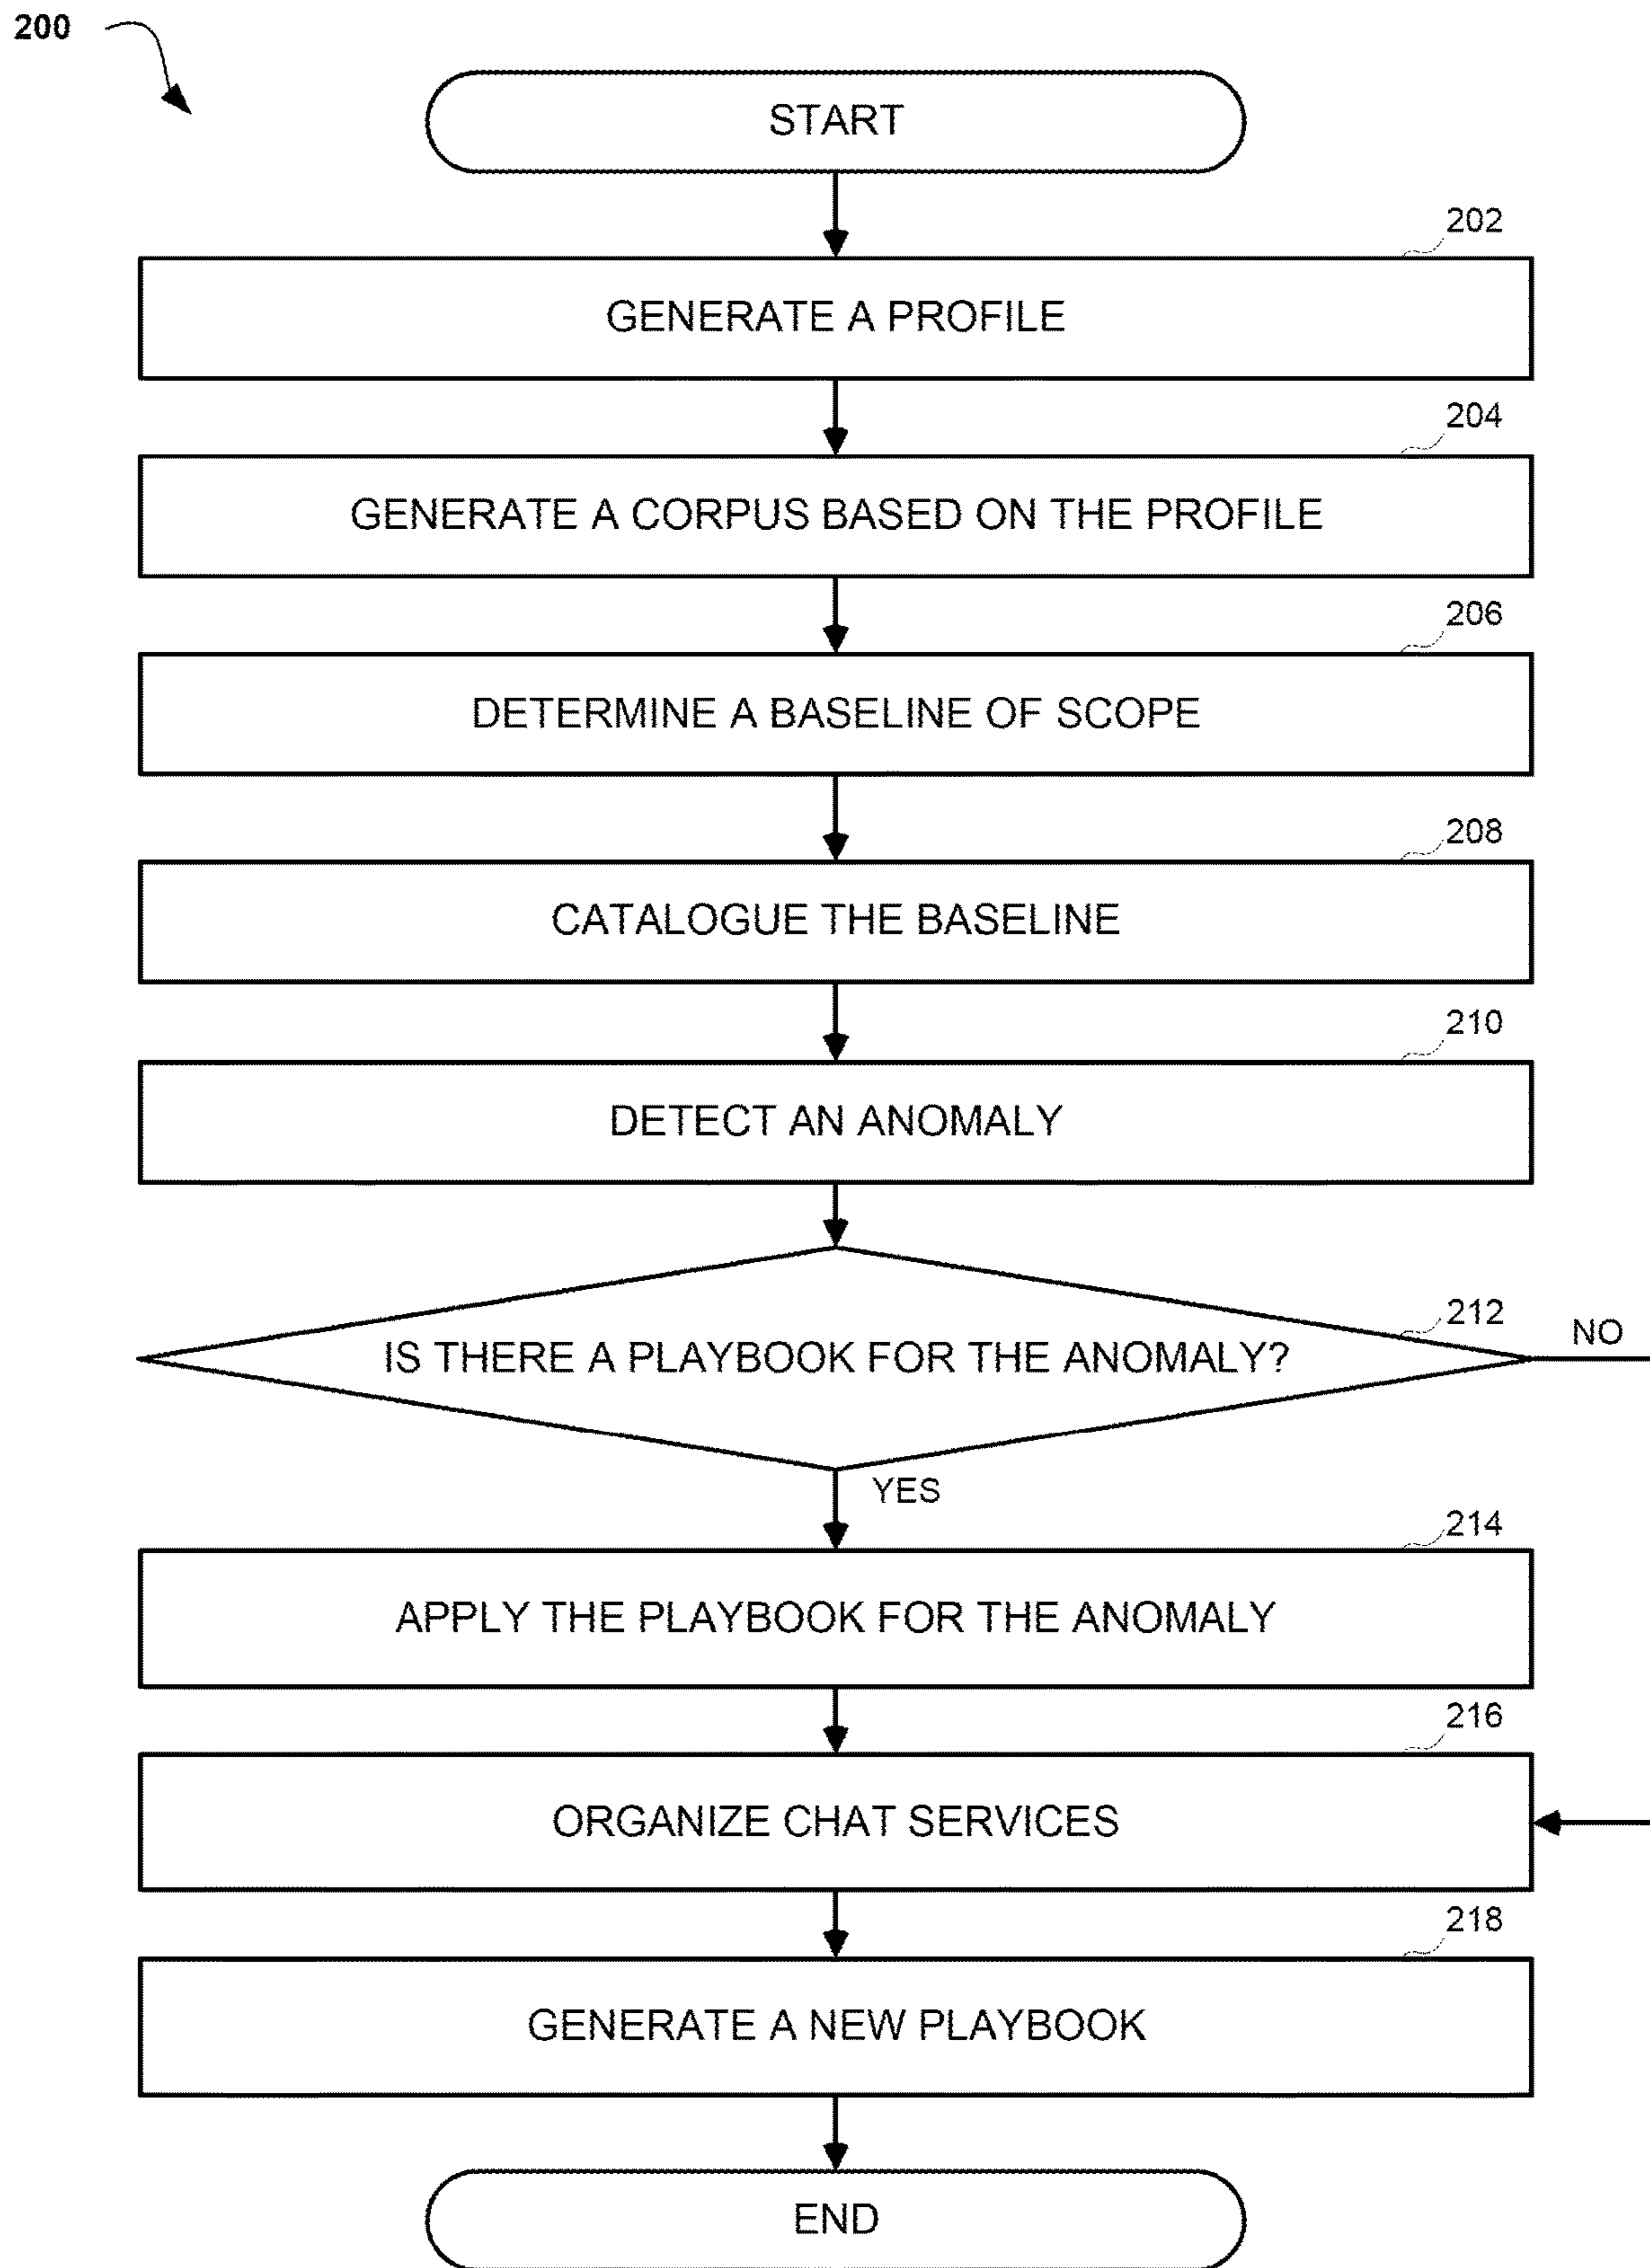 200
START
202
GENERATE A PROFILE
204
GENERATE A CORPUS BASED ON THE PROFILE
206
DETERMINE A BASELINE OF SCOPE
208
CATALOGUE THE BASELINE
210
DETECT AN ANOMALY
212
IS THERE A PLAYBOOK FOR THE ANOMALY?
NO
YES
214
APPLY THE PLAYBOOK FOR THE ANOMALY
216
ORGANIZE CHAT SERVICES
218
GENERATE A NEW PLAYBOOK
END